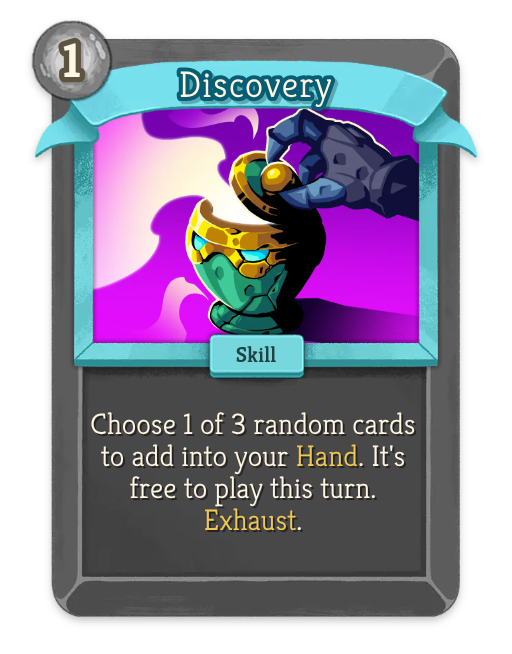 1
Discovery
Skill
Choose 1 of 3 random cards
to add into your Hand. It's
free to play this turn.
Exhaust.